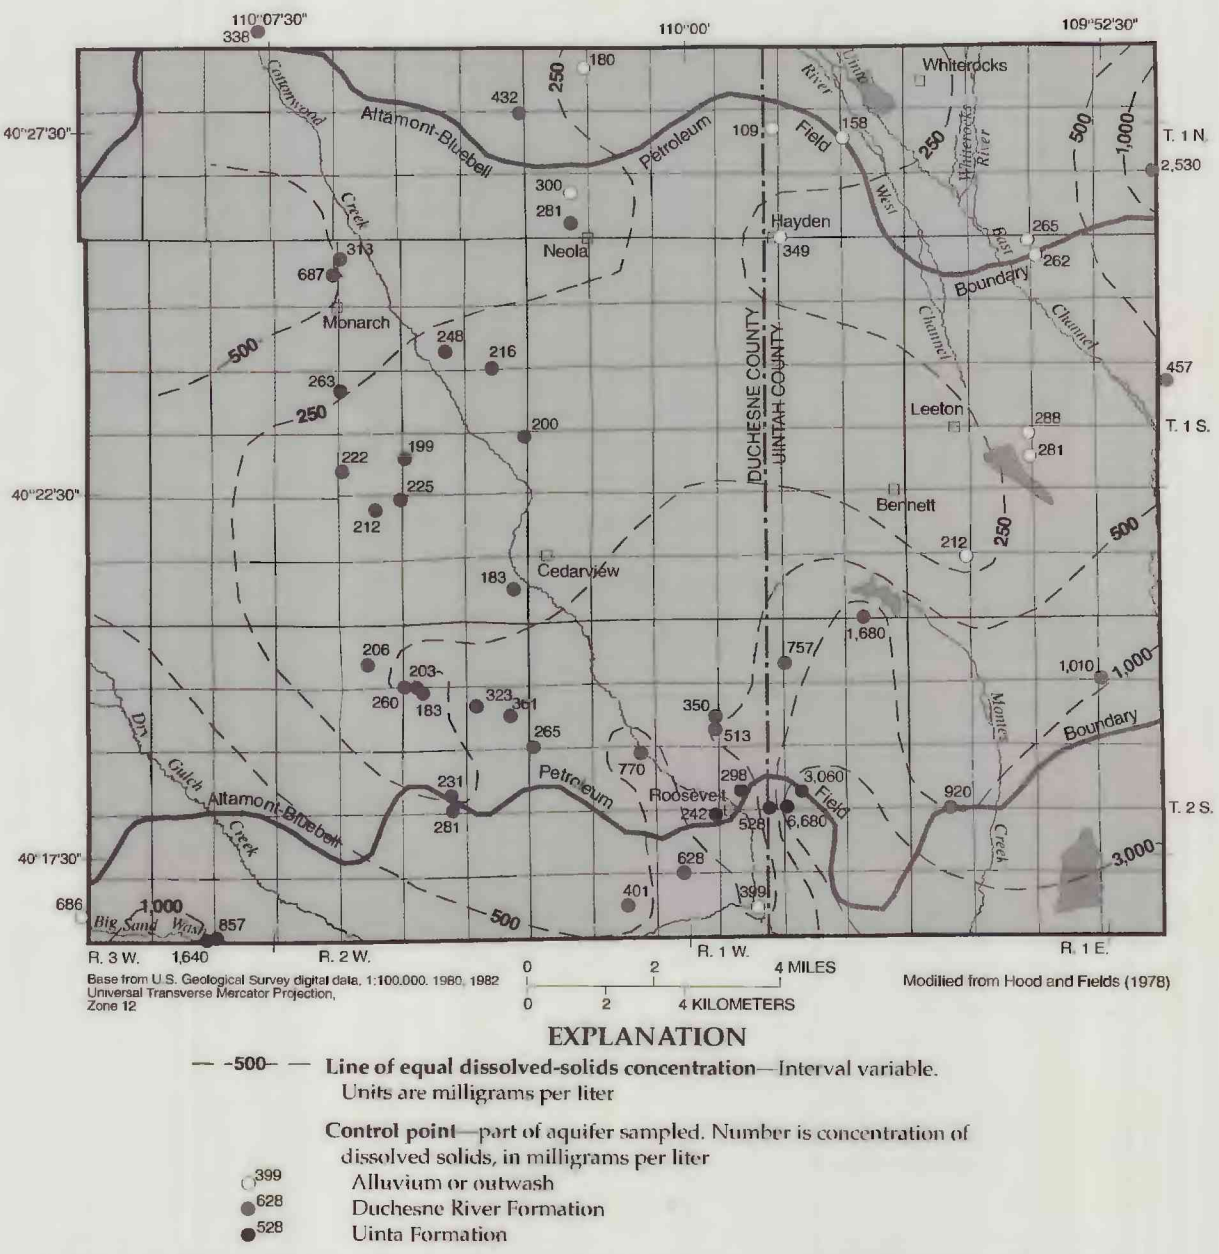 110°07'30"
110°00'
109°52'30"
338
180
250
Whiterocks
Uinta
River
Cottonwood
Creek
432
Altamont-Bluebell
Petroleum
Field
109
158
250
Whiterocks
River
500
1,000
40°27'30"
T. 1 N.
2,530
300
281
Neola
Hayden
349
West
Channel
East
Channel
265
262
Boundary
313
687
Monarch
500
248
216
DUCHESNE COUNTY
UINTAH COUNTY
457
263
250
Leeton
288
281
T. 1 S.
200
199
222
225
212
40°22'30"
Bennett
250
500
212
Cedarview
183
1,680
206
203
260
183
323
361
757
1,010
1,000
350
513
265
770
Montes
Creek
Boundary
Dry
Gulch
Creek
Altamont-Bluebell
231
281
Petroleum
Roosevelt
298
242
528
3,060
6,680
Field
920
T. 2 S.
40°17'30"
628
3,000
686
1,000
Big Sand Wash
857
1,640
500
401
399
R. 3 W.
R. 2 W.
R. 1 W.
R. 1 E.
Base from U.S. Geological Survey digital data, 1:100,000, 1980, 1982
Universal Transverse Mercator Projection,
Zone 12
0 2 4 MILES
0 2 4 KILOMETERS
Modified from Hood and Fields (1978)
EXPLANATION
— —500— — Line of equal dissolved-solids concentration—Interval variable.
Units are milligrams per liter
Control point—part of aquifer sampled. Number is concentration of
dissolved solids, in milligrams per liter
399 Alluvium or outwash
628 Duchesne River Formation
528 Uinta Formation